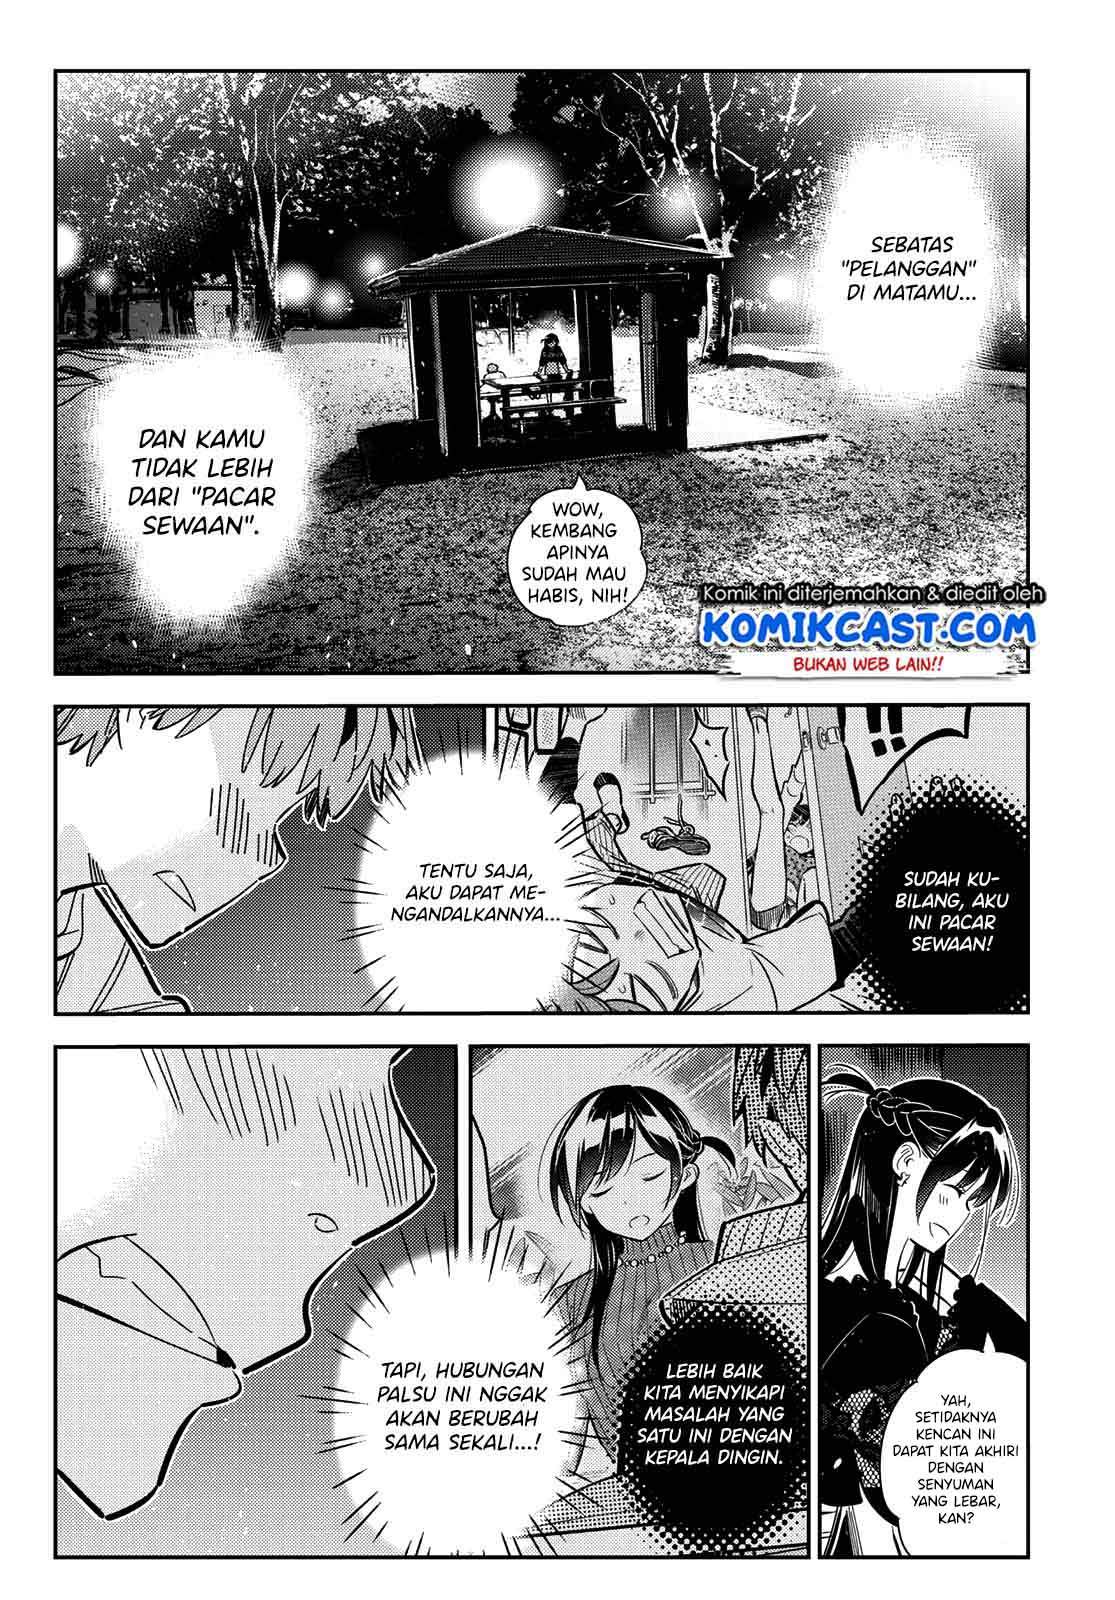 SEBATAS
"PELANGGAN"
DI MATAMU...
DAN KAMU
TIDAK LEBIH
DARI "PACAR
SEWAAN".
WOW,
KEMBANG
APINYA
SUDAH MAU
HABIS, NIH!
Komik ini diterjemahkan & diedit oleh
KOMIKCAST.COM
BUKAN WEB LAIN!!
!!
SUDAH KU-
BILANG, AKU
INI PACAR
SEWAAN!
TENTU SAJA,
AKU DAPAT ME-
NGANDALKANNYA...
YAH,
SETIDAKNYA
KENCAN INI
DAPAT KITA AKHIRI
DENGAN
SENYUMAN
YANG LEBAR,
KAN?
LEBIH BAIK
KITA MENYIKAPI
MASALAH YANG
SATU INI DENGAN
KEPALA DINGIN.
TAPI, HUBUNGAN
PALSU INI NGGAK
AKAN BERUBAH
SAMA SEKALI...!